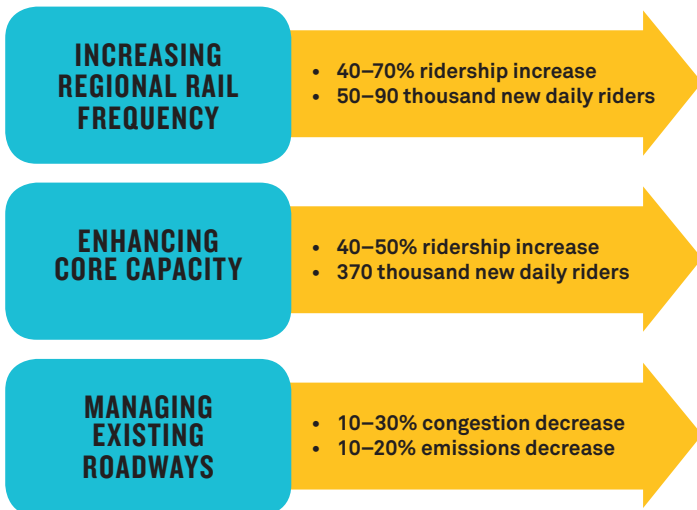 INCREASING
REGIONAL RAIL
FREQUENCY
• 40–70% ridership increase
• 50–90 thousand new daily riders
ENHANCING
CORE CAPACITY
• 40–50% ridership increase
• 370 thousand new daily riders
MANAGING
EXISTING
ROADWAYS
• 10–30% congestion decrease
• 10–20% emissions decrease